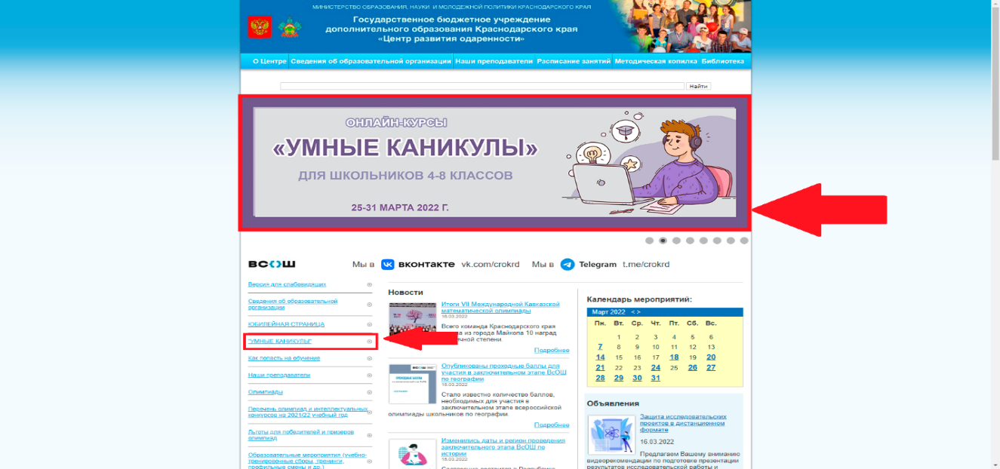 МИНИСТЕРСТВО ОБРАЗОВАНИЯ, НАУКИ И МОЛОДЕЖНОЙ ПОЛИТИКИ КРАСНОДАРСКОГО КРАЯ
Государственное бюджетное учреждение
дополнительного образования Краснодарского края
«Центр развития одаренности»
О Центре Сведения об образовательной организации Наши преподаватели Расписание занятий Методическая копилка Библиотека
Найти
ОНЛАЙН-КУРСЫ
«УМНЫЕ КАНИКУЛЫ»
ДЛЯ ШКОЛЬНИКОВ 4-8 КЛАССОВ
25-31 МАРТА 2022 Г.
ВСОШ Мы в ВКОНТАКТЕ vk.com/crokrd Мы в Telegram t.me/crokrd
Версия для слабовидящих
Сведения об образовательной
организации
ЮБИЛЕЙНАЯ СТРАНИЦА
"УМНЫЕ КАНИКУЛЫ"
Как попасть на обучение
Наши преподаватели
Олимпиады
Перечень олимпиад и интеллектуальных
конкурсов на 2021/22 учебный год
Льготы для победителей и призеров
олимпиад
Образовательные мероприятия (учебно-
тренировочные сборы, тренинги,
профильные смены и др.)
Новости
Итоги VII Международной Кавказской
математической олимпиады
16.03.2022
Всего команда Краснодарского края
из города Майкопа 10 наград
степени.
Подробнее
Опубликованы проходные баллы для
участия в заключительном этапе ВсОШ
по географии
15.03.2022
Стало известно количество баллов,
необходимых для участия в
заключительном этапе всероссийской
олимпиады школьников по географии.
Подробнее
Изменились даты и регион проведения
заключительного этапа ВсОШ по
истории
15.03.2022
Календарь мероприятий:
Март 2022 < >
Пн. Вт. Ср. Чт. Пт. Сб. Вс.
1 2 3 4 5 6
7 8 9 10 11 12 13
14 15 16 17 18 19 20
21 22 23 24 25 26 27
28 29 30 31
Объявления
Защита исследовательских
проектов в дистанционном
формате
16.03.2022
Предлагаем Вашему вниманию
видеорекомендации по подготовке презентации
результатов исследовательской работы и